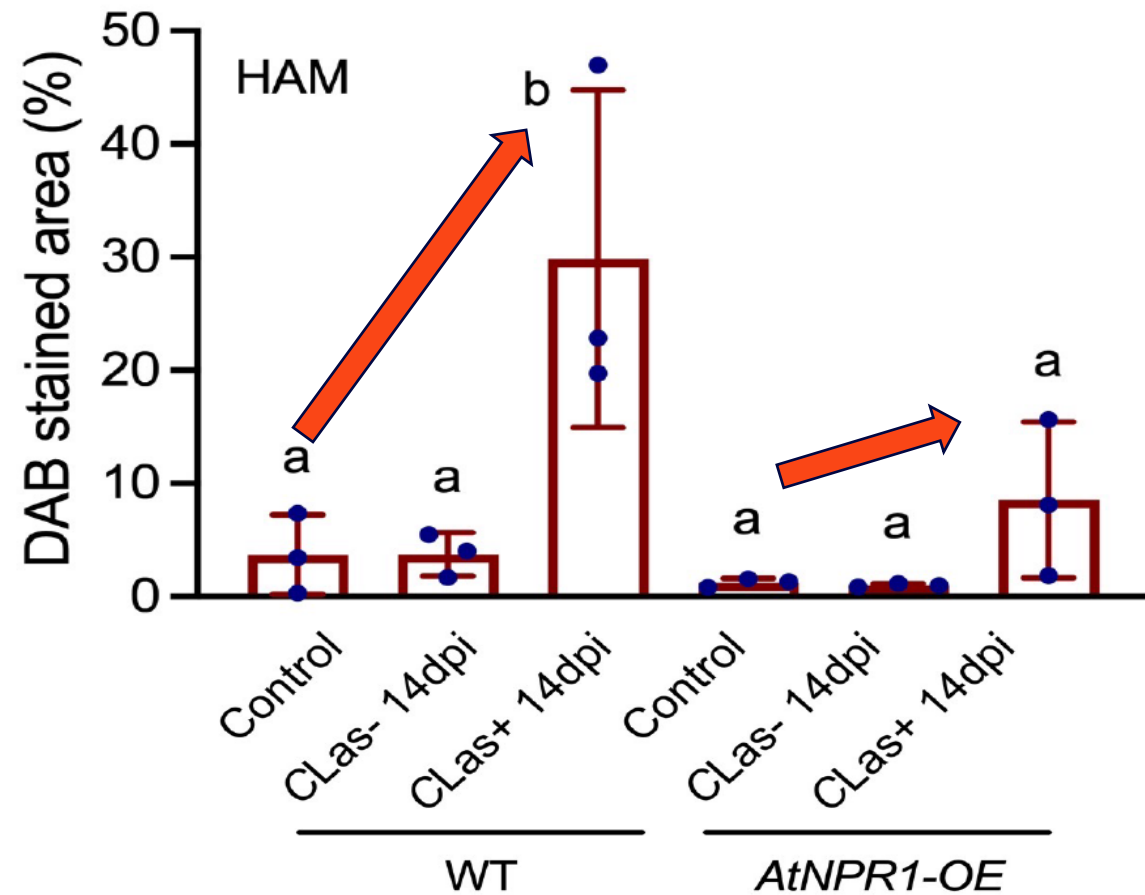 DAB stained area (%)
50
40
30
20
10
0
HAM
a
a
b
a
a
a
Control
CLas- 14dpi
CLas+ 14dpi
Control
CLas- 14dpi
CLas+ 14dpi
WT
AtNPR1-OE